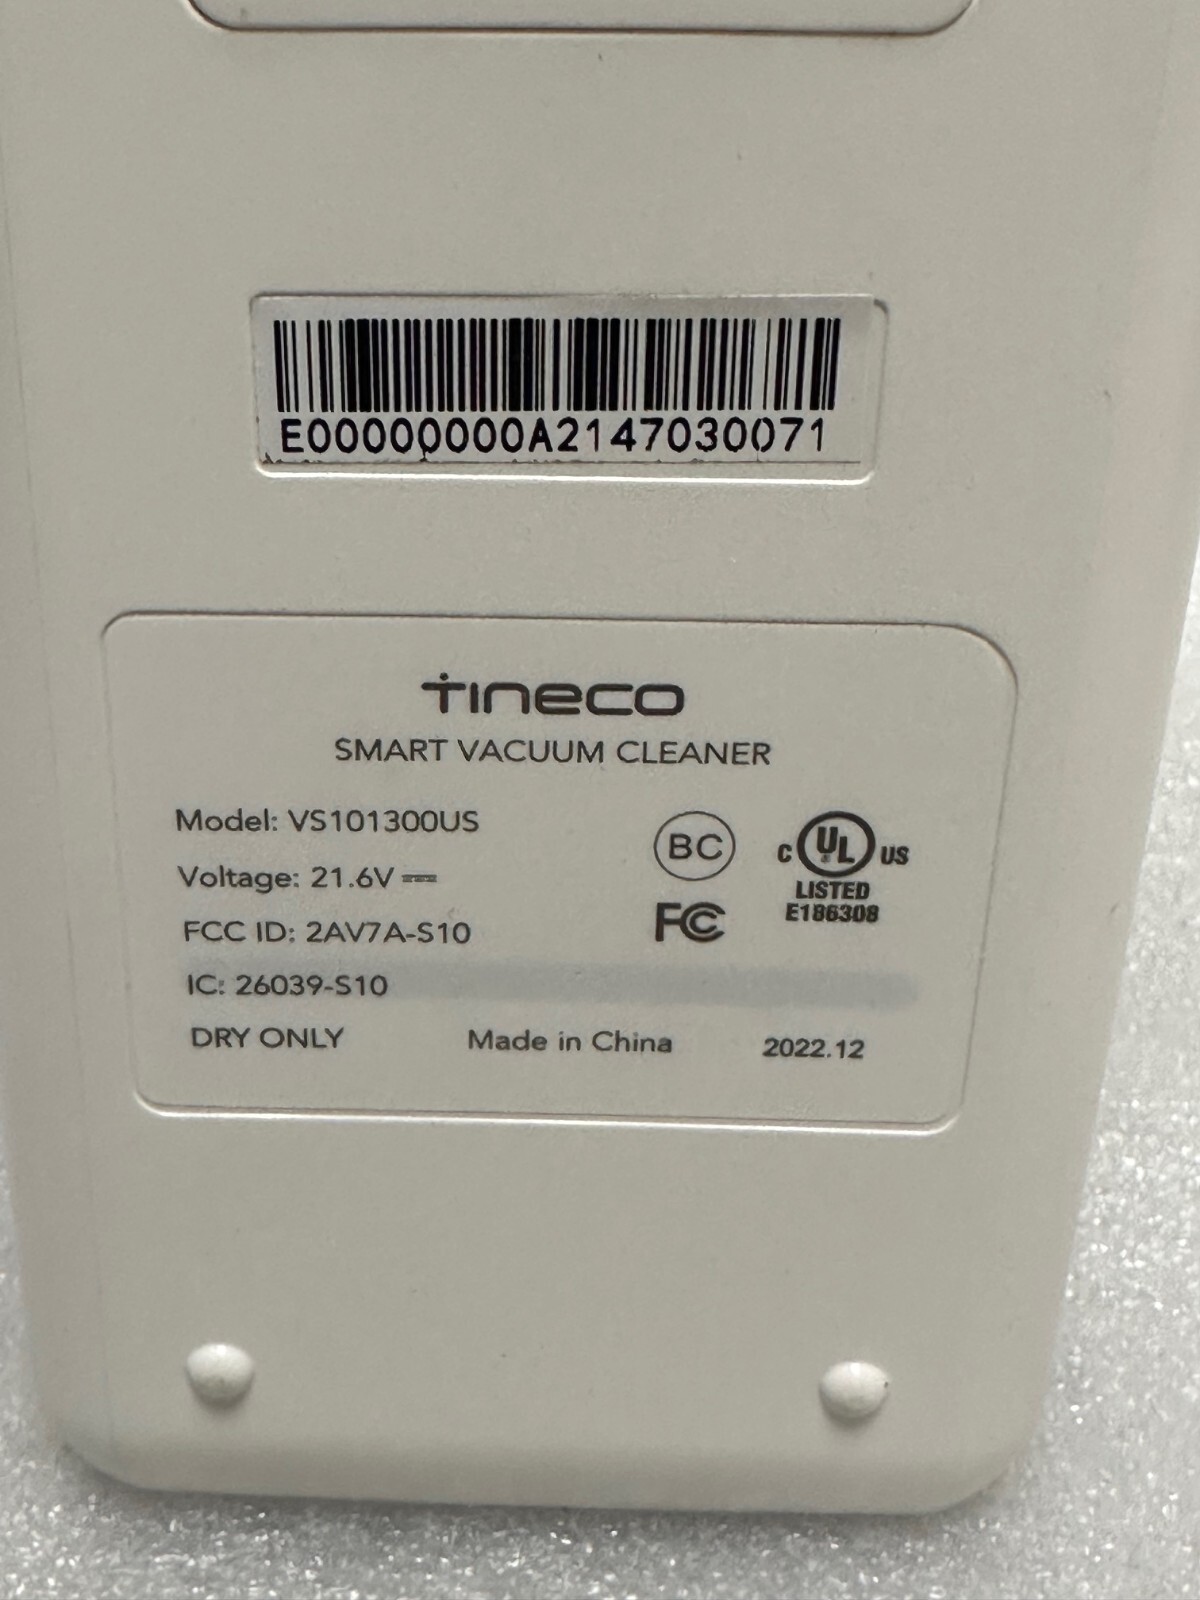 E00000000A2147030071
tineco
SMART VACUUM CLEANER
Model: VS101300US
Voltage: 21.6V ⎓
FCC ID: 2AV7A-S10
IC: 26039-S10
DRY ONLY Made in China 2022.12
BC
FC
C UL US
LISTED
E186308